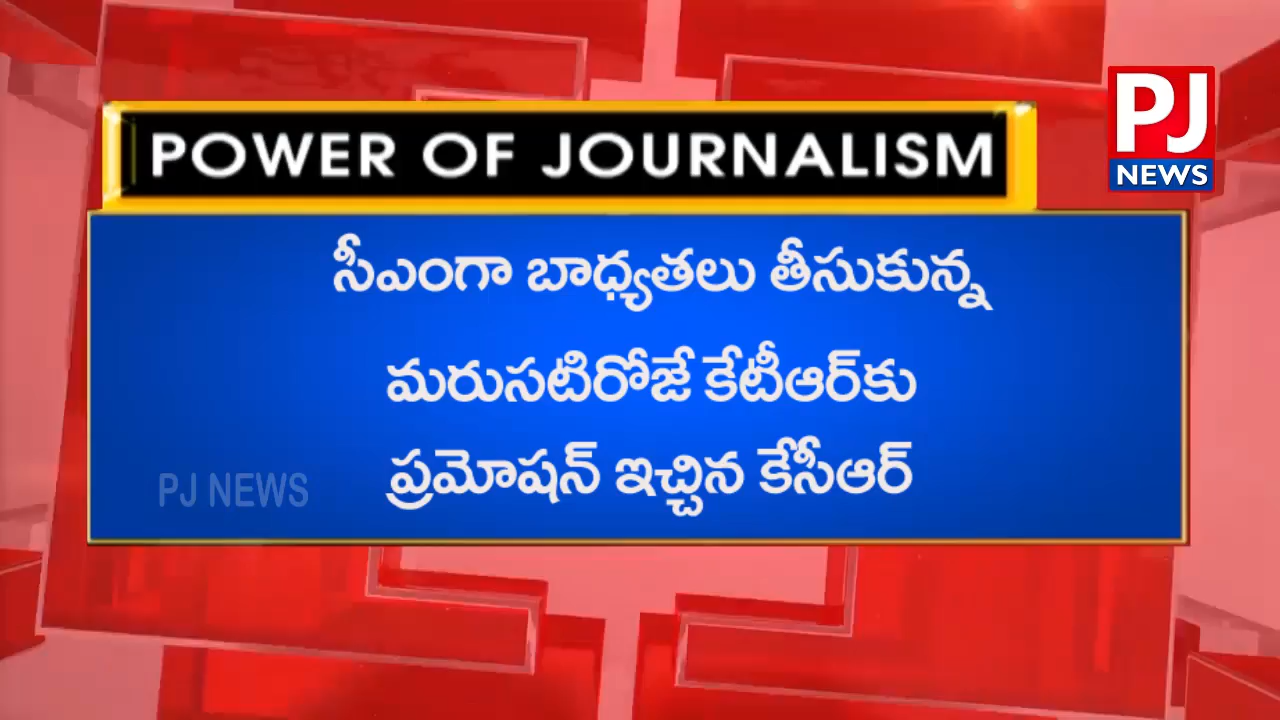 POWER OF JOURNALISM
PJ
NEWS
సీఎంగా బాధ్యతలు తీసుకున్న
మరుసటిరోజే కేటీఆర్‌కు
ప్రమోషన్ ఇచ్చిన కేసీఆర్
PJ NEWS